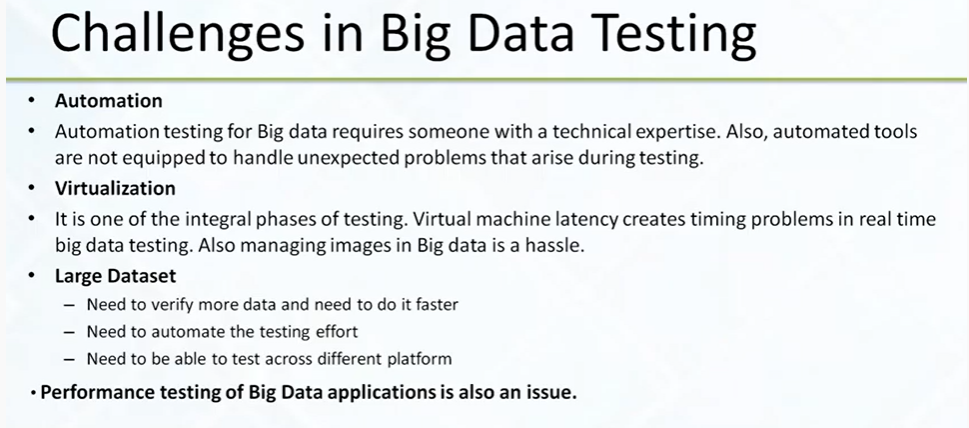 Challenges in Big Data Testing
• Automation
• Automation testing for Big data requires someone with a technical expertise. Also, automated tools
are not equipped to handle unexpected problems that arise during testing.
• Virtualization
• It is one of the integral phases of testing. Virtual machine latency creates timing problems in real time
big data testing. Also managing images in Big data is a hassle.
• Large Dataset
– Need to verify more data and need to do it faster
– Need to automate the testing effort
– Need to be able to test across different platform
• Performance testing of Big Data applications is also an issue.